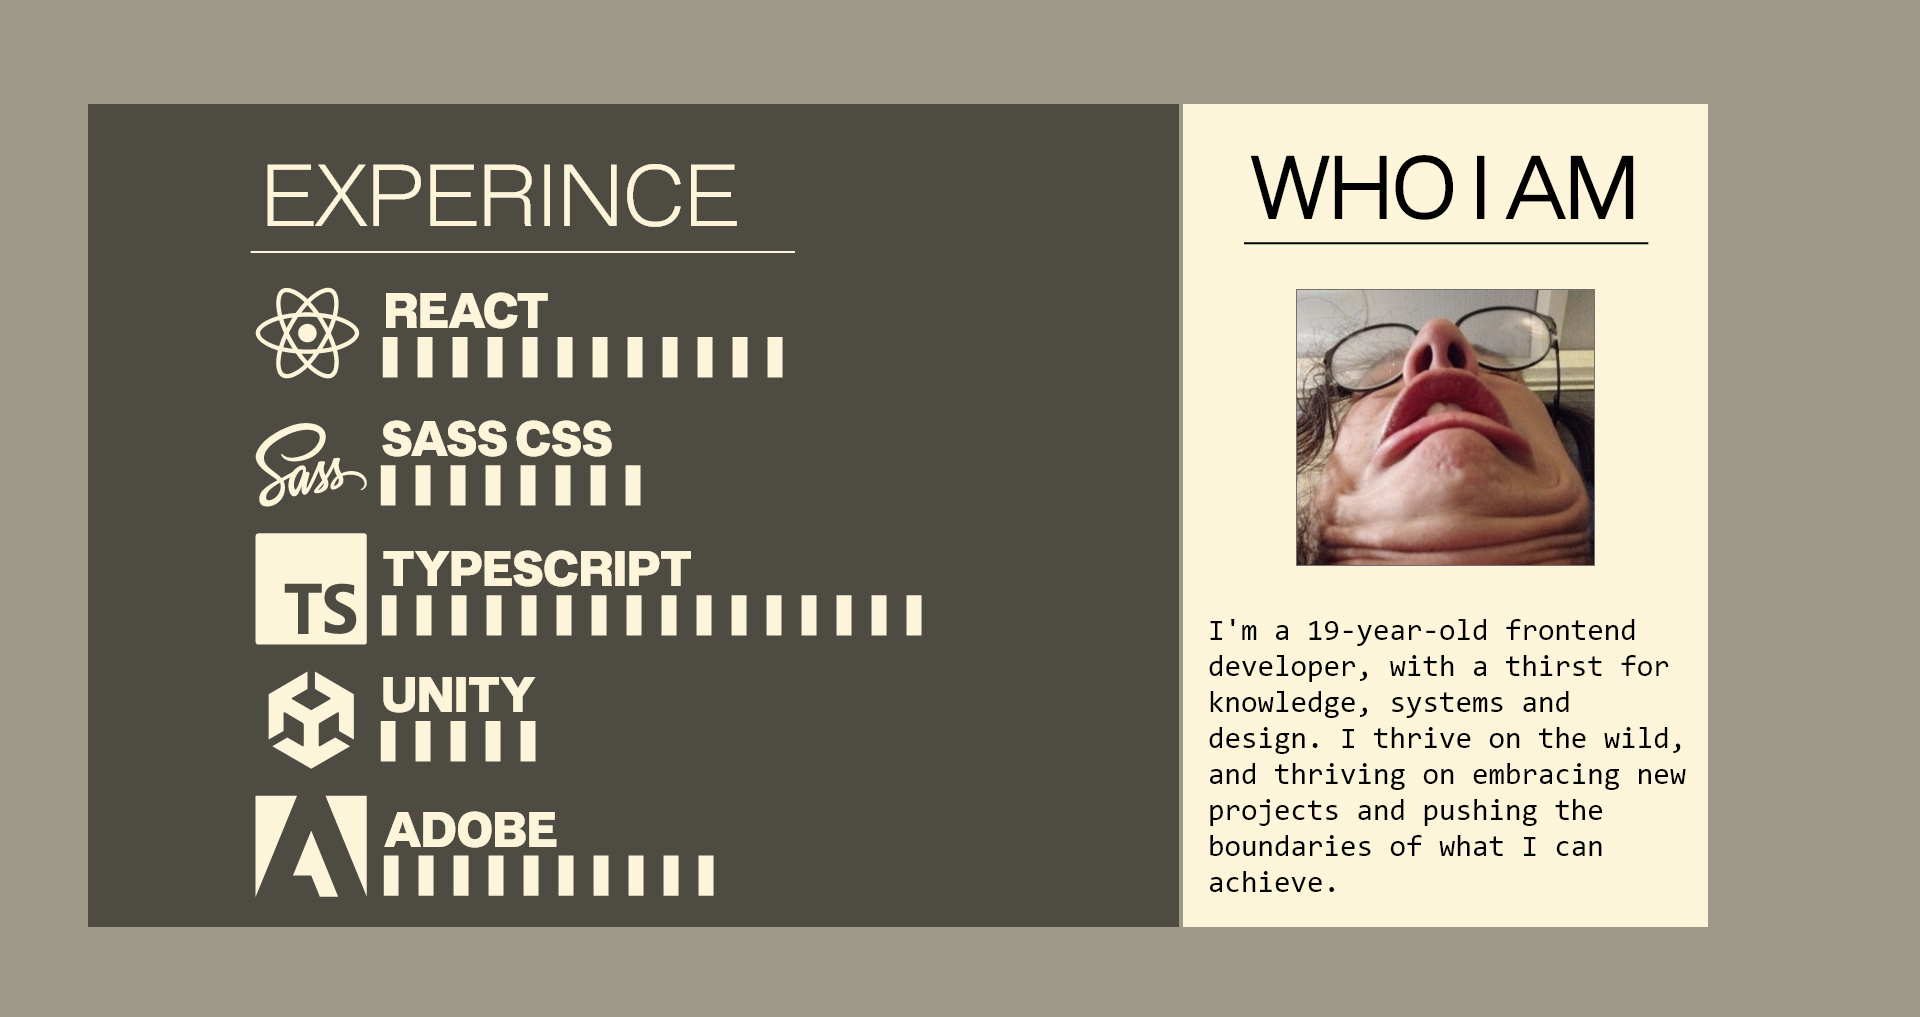 EXPERINCE
REACT
Sass
SASS CSS
TS
TYPESCRIPT
UNITY
ADOBE
WHO I AM
I'm a 19-year-old frontend
developer, with a thirst for
knowledge, systems and
design. I thrive on the wild,
and thriving on embracing new
projects and pushing the
boundaries of what I can
achieve.